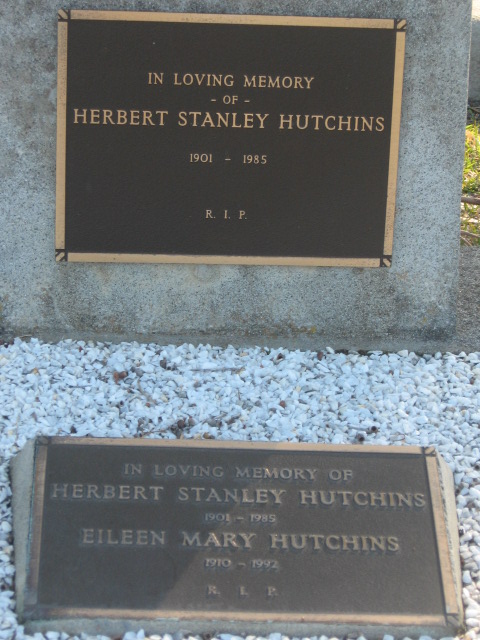 IN LOVING MEMORY
- OF -
HERBERT STANLEY HUTCHINS
1901 - 1985
R. I. P.
IN LOVING MEMORY OF
HERBERT STANLEY HUTCHINS
1901 - 1985
EILEEN MARY HUTCHINS
1910 - 1992
R. I. P.